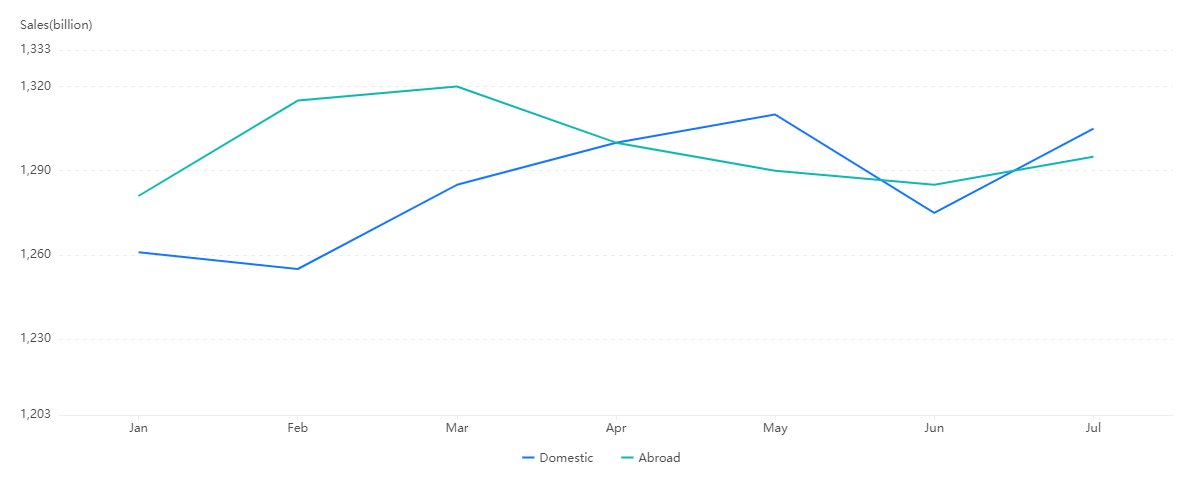 Sales(billion)
1,333
1,320
1,290
1,260
1,230
1,203
Jan Feb Mar Apr May Jun Jul
Domestic Abroad